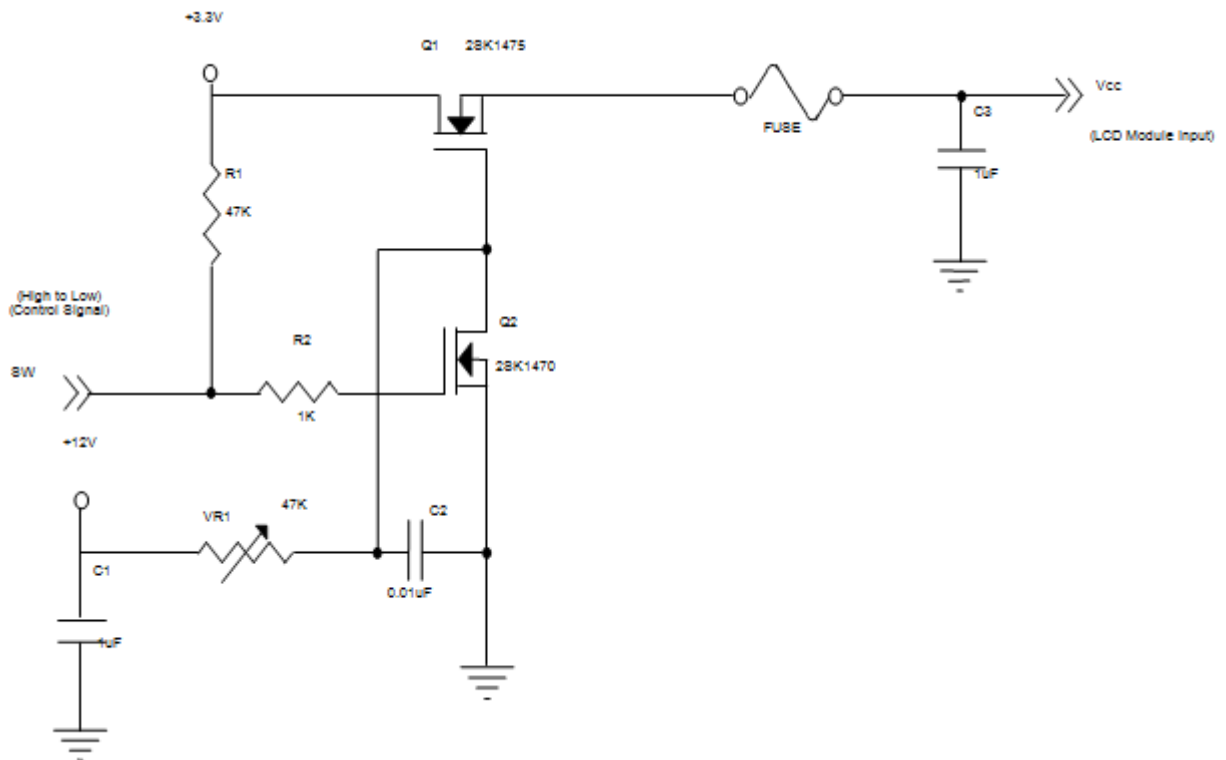 +3.3V
Q1 2SK1475
FUSE
C3
1uF
Vcc
(LCD Module Input)
R1
47K
(High to Low)
(Control Signal)
SW
R2
1K
Q2
2SK1470
+12V
VR1
47K
C2
0.01uF
C1
1uF